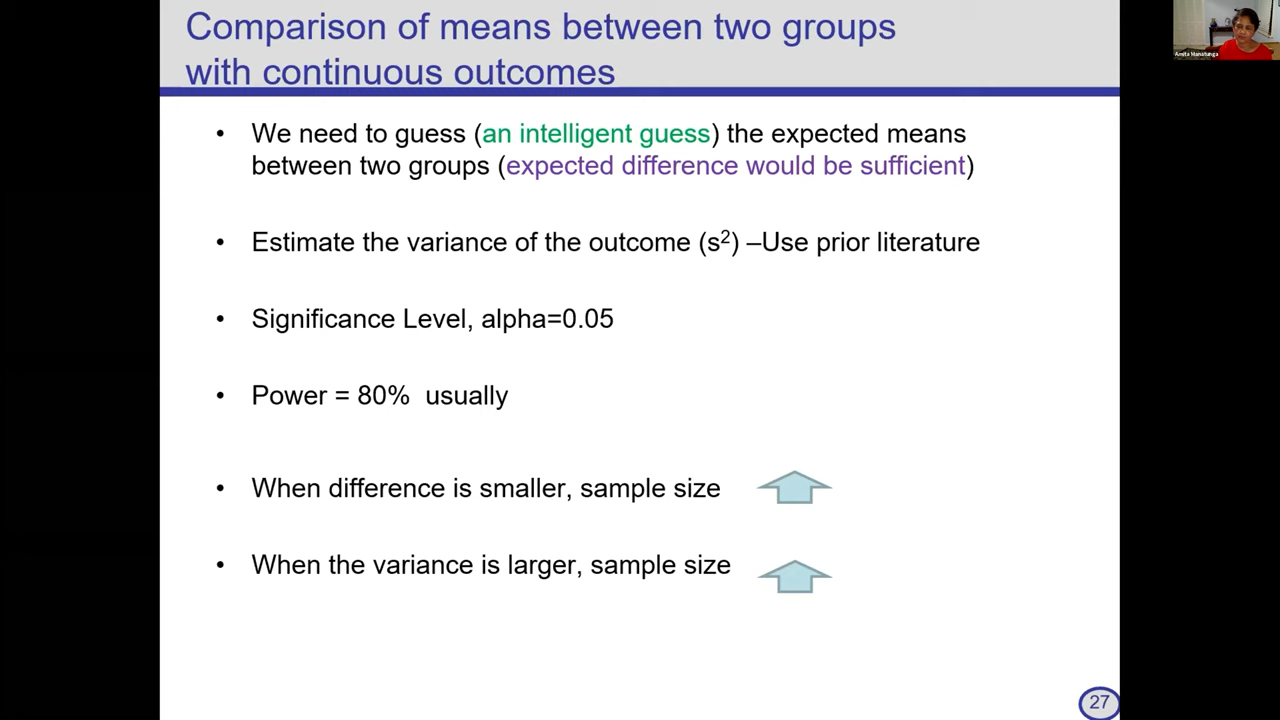 Comparison of means between two groups
with continuous outcomes
Amita Manatunga
• We need to guess (an intelligent guess) the expected means
between two groups (expected difference would be sufficient)
• Estimate the variance of the outcome (s²) –Use prior literature
• Significance Level, alpha=0.05
• Power = 80% usually
• When difference is smaller, sample size
• When the variance is larger, sample size
27